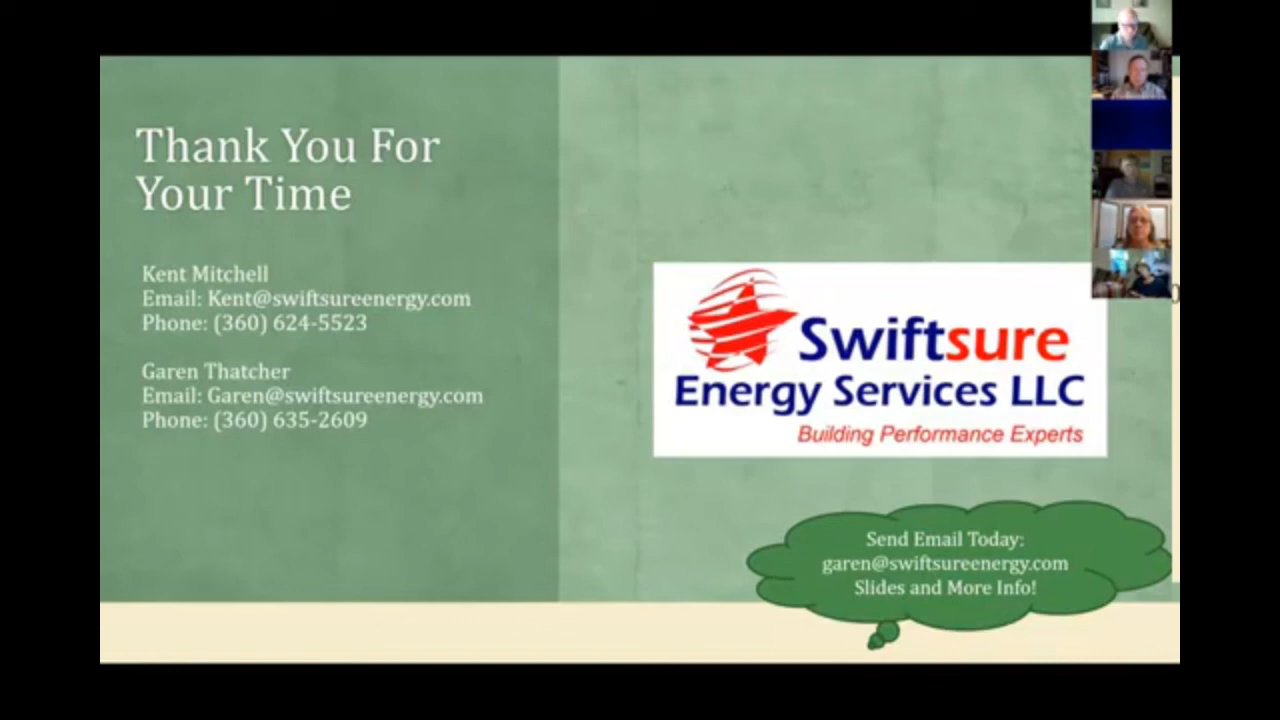 Thank You For
Your Time
Kent Mitchell
Email: Kent@swiftsureenergy.com
Phone: (360) 624-5523
Garen Thatcher
Email: Garen@swiftsureenergy.com
Phone: (360) 635-2609
Swiftsure
Energy Services LLC
Building Performance Experts
Send Email Today:
garen@swiftsureenergy.com
Slides and More Info!